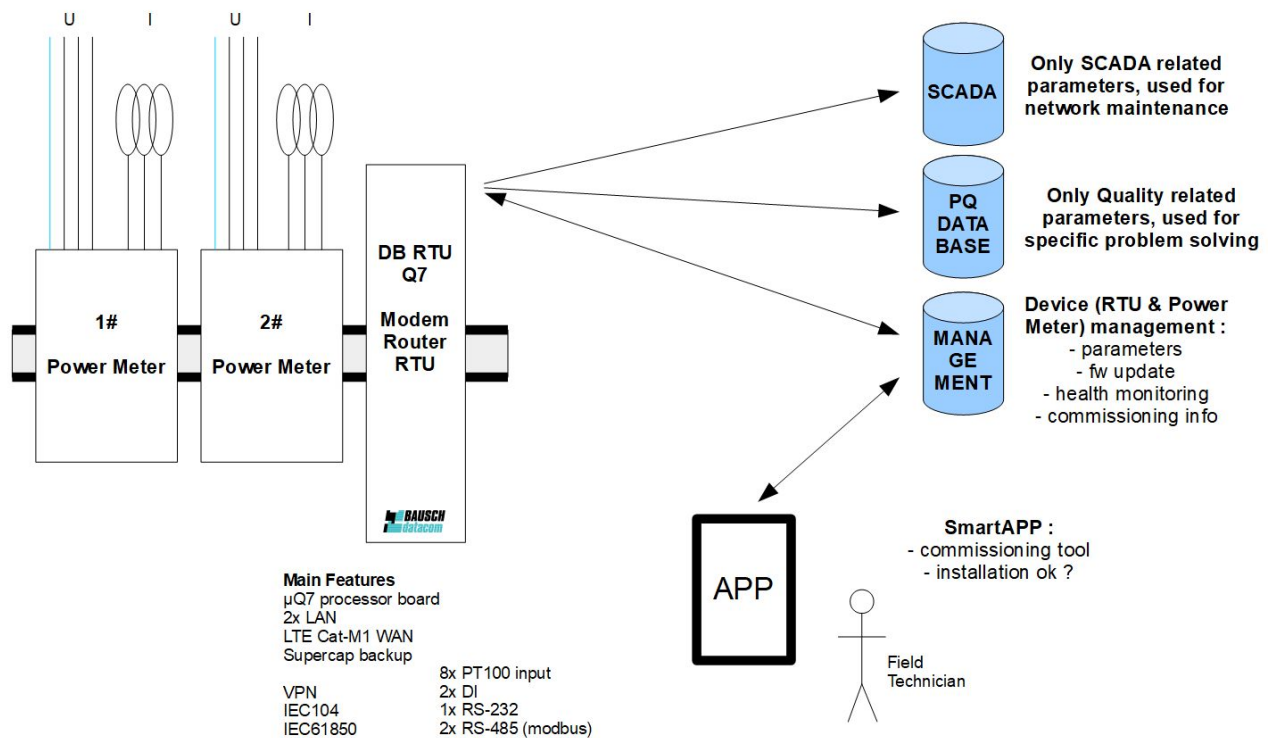 U
I
U
I
1#
Power Meter
2#
Power Meter
DB RTU
Q7
Modem
Router
RTU
BAUSCH
datacom
SCADA
Only SCADA related
parameters, used for
network maintenance
PQ
DATA
BASE
Only Quality related
parameters, used for
specific problem solving
MANA
GE
MENT
Device (RTU & Power
Meter) management :
- parameters
- fw update
- health monitoring
- commissioning info
APP
SmartAPP :
- commissioning tool
- installation ok ?
Field
Technician
Main Features
µQ7 processor board
2x LAN
LTE Cat-M1 WAN
Supercap backup
VPN
IEC104
IEC61850
8x PT100 input
2x DI
1x RS-232
2x RS-485 (modbus)